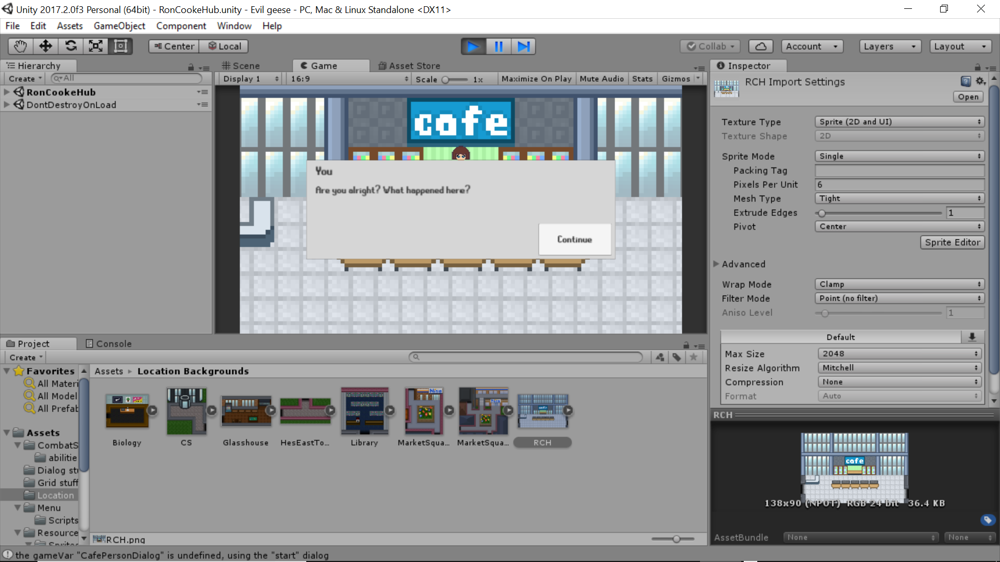 Unity 2017.2.0f3 Personal (64bit) - RonCookeHub.unity - Evil geese - PC, Mac & Linux Standalone <DX11>
File Edit Assets GameObject Component Window Help
Center Local Collab Account Layers Layout
Hierarchy
Create All
RonCookeHub
DontDestroyOnLoad
Scene Game Asset Store
Display 1 16:9 Scale 1x Maximize On Play Mute Audio Stats Gizmos
cafe
You
Are you alright? What happened here?
Continue
Inspector
RCH Import Settings
Open
Texture Type Sprite (2D and UI)
Texture Shape 2D
Sprite Mode Single
Packing Tag
Pixels Per Unit 6
Mesh Type Tight
Extrude Edges 1
Pivot Center
Sprite Editor
Advanced
Wrap Mode Clamp
Filter Mode Point (no filter)
Aniso Level 1
Default
Max Size 2048
Resize Algorithm Mitchell
Compression None
Format Auto
RCH
cafe
138x90 (NPOT) RGB 24 bit 36.4 KB
AssetBundle None None
Project Console
Create
Favorites
All Materi
All Model
All Prefab
Assets
CombatS
abilitie
Dialog stu
Grid stuff
Location
Menu
Scripts
Resource
Sprites
Assets Location Backgrounds
Nisa
Biology CS Glasshouse HesEastTo... Library MarketSqua... MarketSqua... RCH
RCH.png
the gameVar "CafePersonDialog" is undefined, using the "start" dialog